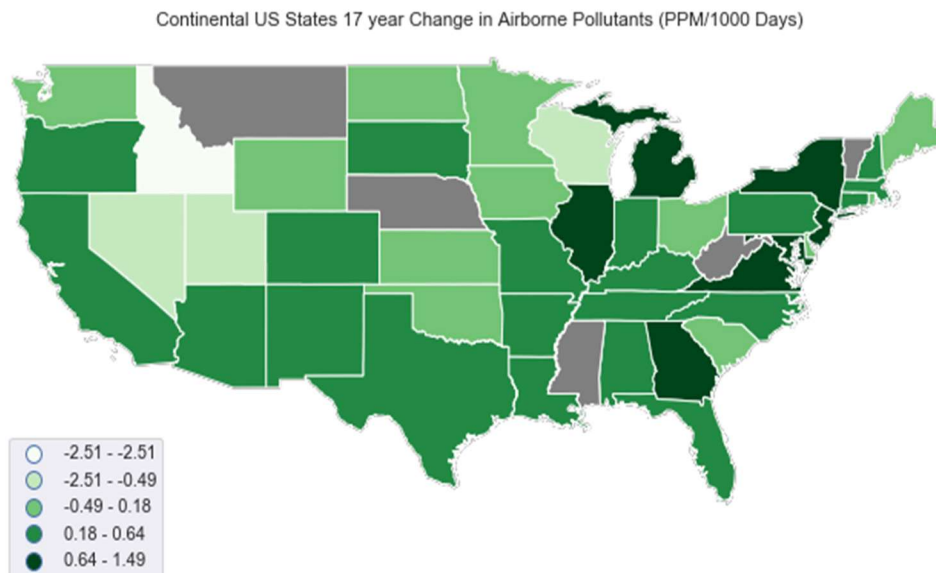 Continental US States 17 year Change in Airborne Pollutants (PPM/1000 Days)
-2.51 - -2.51
-2.51 - -0.49
-0.49 - 0.18
0.18 - 0.64
0.64 - 1.49